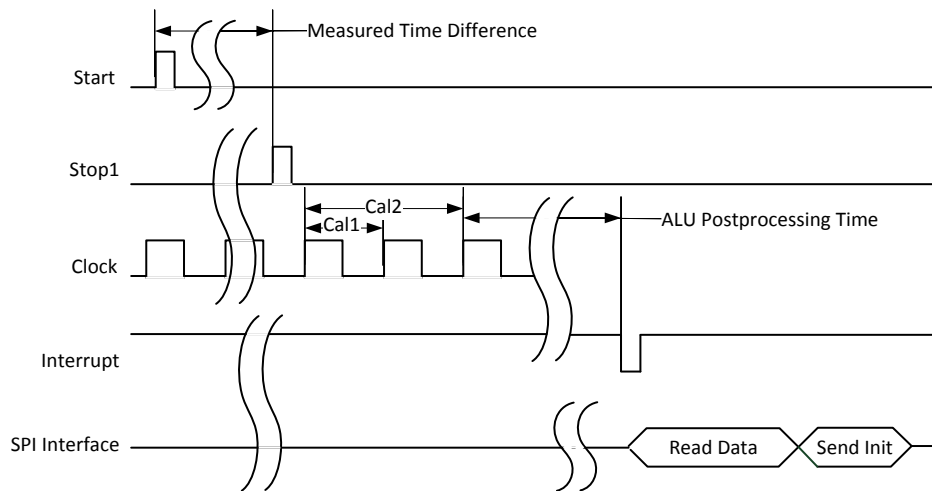 Measured Time Difference
Start
Stop1
Cal2
ALU Postprocessing Time
Cal1
Clock
Interrupt
SPI Interface
Read Data
Send Init